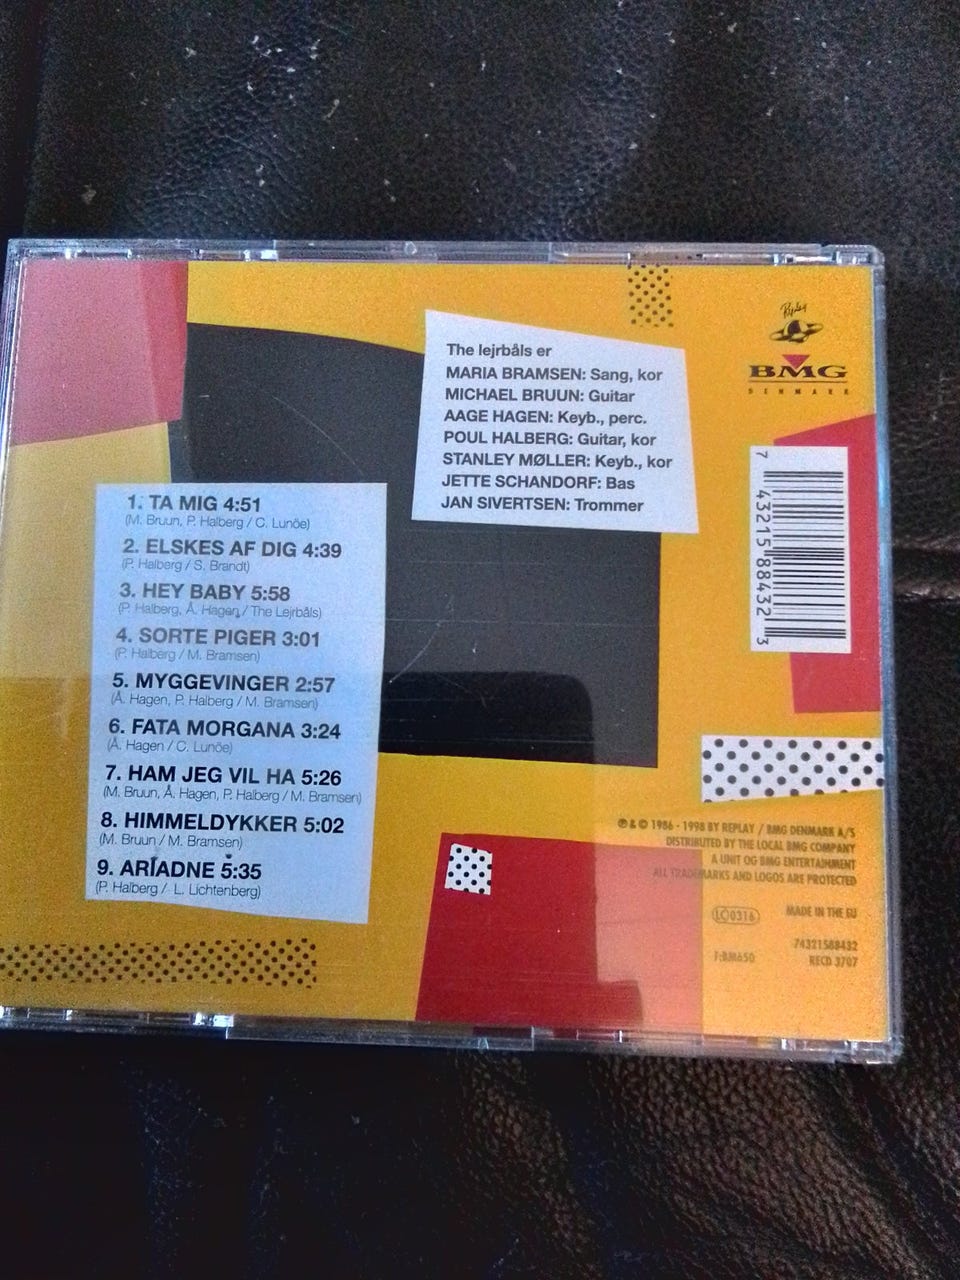 1. TA MIG 4:51
(M. Bruun, P. Halberg / C. Lunöe)
2. ELSKES AF DIG 4:39
(P. Halberg / S. Brandt)
3. HEY BABY 5:58
(P. Halberg, Å. Hagen / The Lejrbåls)
4. SORTE PIGER 3:01
(P. Halberg / M. Bramsen)
5. MYGGEVINGER 2:57
(Å. Hagen, P. Halberg / M. Bramsen)
6. FATA MORGANA 3:24
(Å. Hagen / C. Lunöe)
7. HAM JEG VIL HA 5:26
(M. Bruun, Å. Hagen, P. Halberg / M. Bramsen)
8. HIMMELDYKKER 5:02
(M. Bruun / M. Bramsen)
9. ARIADNE 5:35
(P. Halberg / L. Lichtenberg)
The lejrbåls er
MARIA BRAMSEN: Sang, kor
MICHAEL BRUUN: Guitar
AAGE HAGEN: Keyb., perc.
POUL HALBERG: Guitar, kor
STANLEY MØLLER: Keyb., kor
JETTE SCHANDORF: Bas
JAN SIVERTSEN: Trommer
Replay
BMG
DENMARK
7 43215 88432 3
℗ & © 1986 - 1998 BY REPLAY / BMG DENMARK A/S
DISTRIBUTED BY THE LOCAL BMG COMPANY
A UNIT OG BMG ENTERTAINMENT
ALL TRADEMARKS AND LOGOS ARE PROTECTED
LC0316 MADE IN THE EU
74321588432
F:BM650 RECD 3707